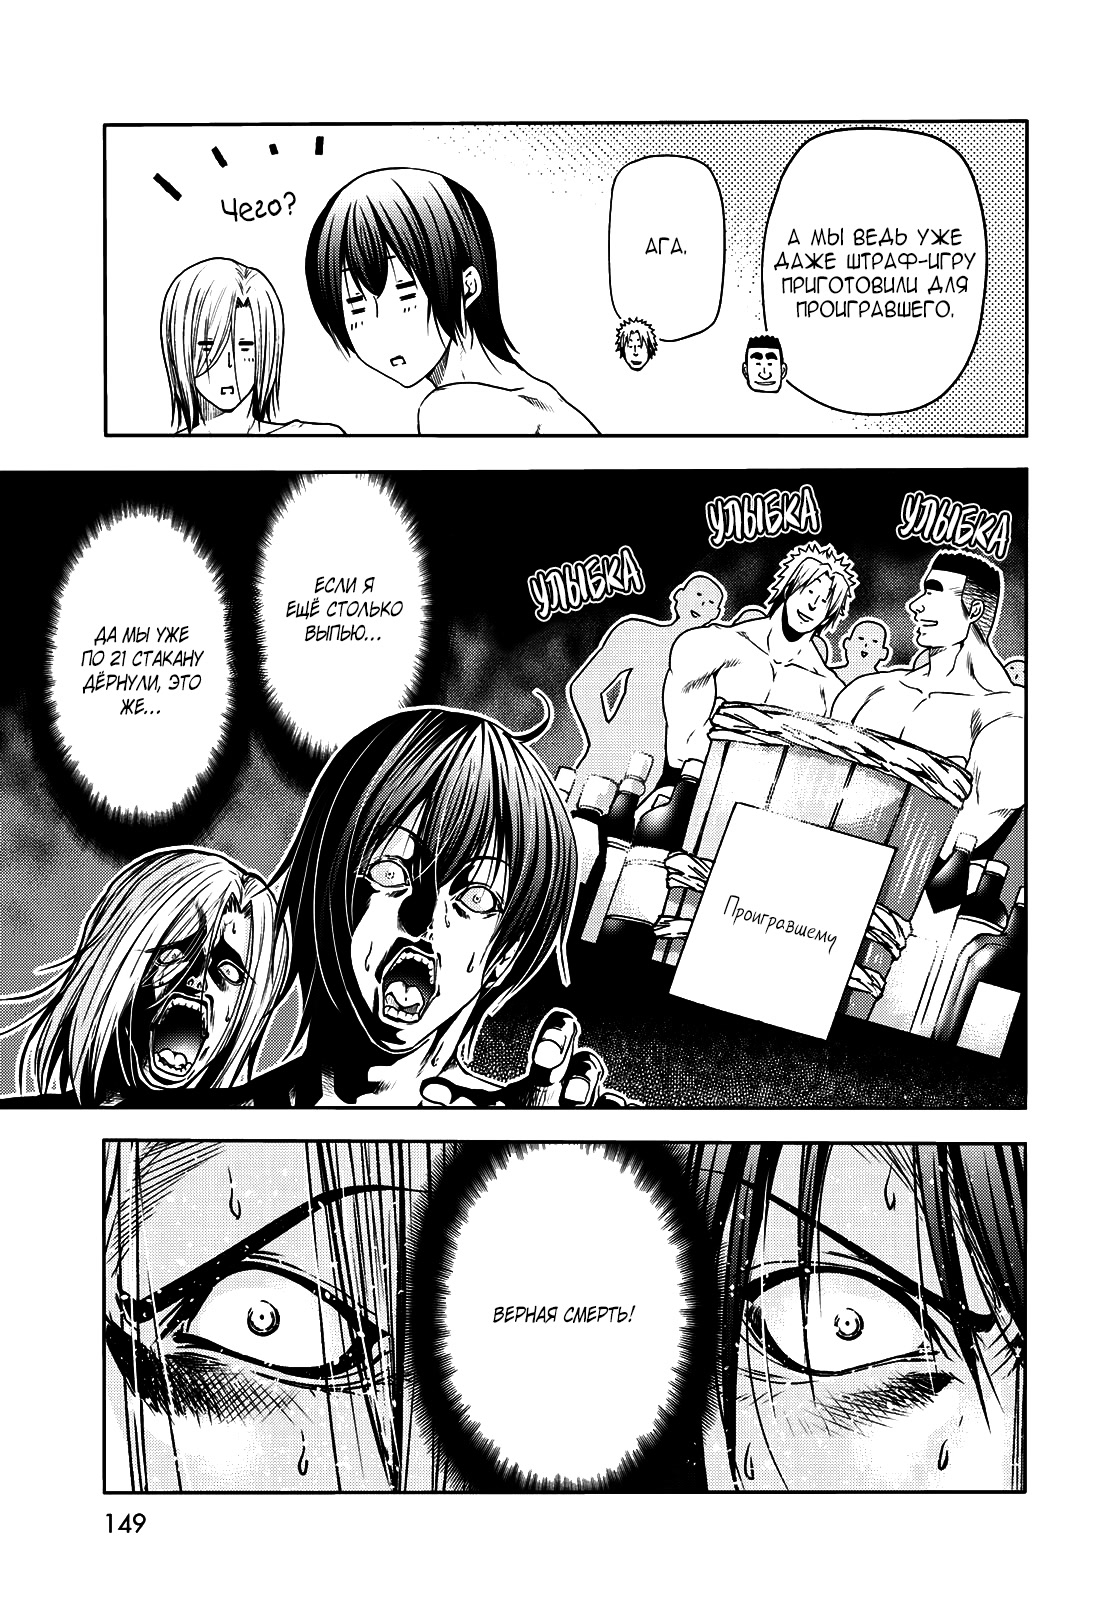 А МЫ ВЕДЬ УЖЕ
ДАЖЕ ШТРАФ-ИГРУ
ПРИГОТОВИЛИ ДЛЯ
ПРОИГРАВШЕГО.
АГА.
Чего?
УЛЫБКА
УЛЫБКА
УЛЫБКА
Проигравшему
ЕСЛИ Я
ЕЩЁ СТОЛЬКО
ВЫПЬЮ...
ДА МЫ УЖЕ
ПО 21 СТАКАНУ
ДЁРНУЛИ, ЭТО
ЖЕ...
ВЕРНАЯ СМЕРТЬ!
149